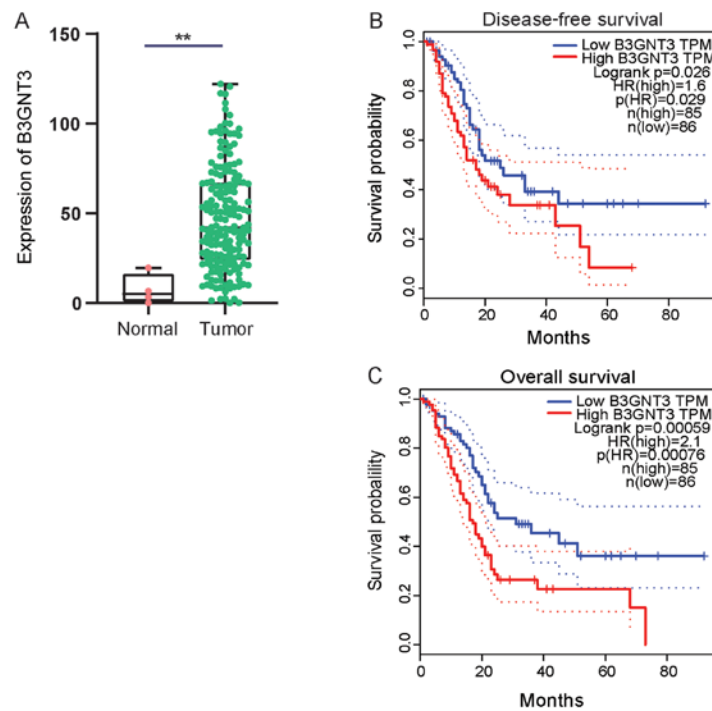 A
Expression of B3GNT3
150
100
50
0
**
Normal
Tumor
B
Disease-free survival
Survival probability
1.0
0.8
0.6
0.4
0.2
0.0
Low B3GNT3 TPM
High B3GNT3 TPM
Logrank p=0.026
HR(high)=1.6
p(HR)=0.029
n(high)=85
n(low)=86
0 20 40 60 80
Months
C
Overall survival
Survival probalility
1.0
0.8
0.6
0.4
0.2
0.0
Low B3GNT3 TPM
High B3GNT3 TPM
Logrank p=0.00059
HR(high)=2.1
p(HR)=0.00076
n(high)=85
n(low)=86
0 20 40 60 80
Months